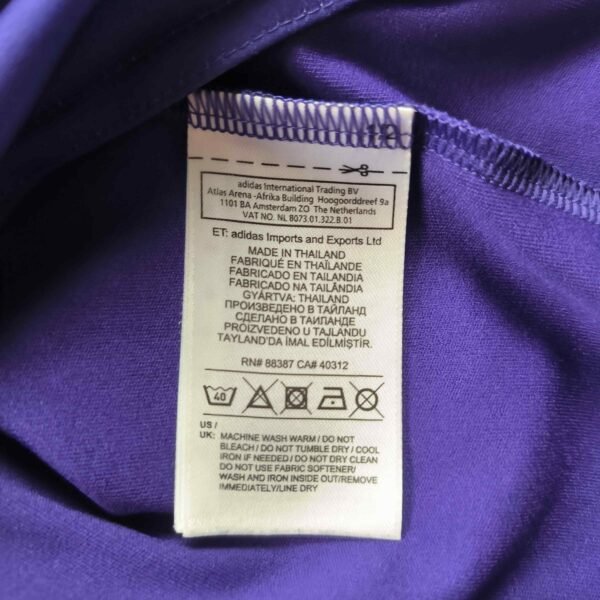 adidas International Trading BV
Atlas Arena-Afrika Building Hoogoorddreef 9a
1101 BA Amsterdam ZO The Netherlands
VAT NO. NL 8073.01.322.B.01
ET: adidas Imports and Exports Ltd
MADE IN THAILAND
FABRIQUÉ EN THAÏLANDE
FABRICADO EN TAILANDIA
FABRICADO NA TAILÂNDIA
GYÁRTVA: THAILAND
ПРОИЗВЕДЕНО В ТАЙЛАНД
СДЕЛАНО В ТАИЛАНДЕ
PROIZVEDENO U TAJLANDU
TAYLAND'DA İMAL EDİLMİŞTİR.
RN# 88387 CA# 40312
40
US /
UK: MACHINE WASH WARM / DO NOT
BLEACH / DO NOT TUMBLE DRY / COOL
IRON IF NEEDED / DO NOT DRY CLEAN
DO NOT USE FABRIC SOFTENER/
WASH AND IRON INSIDE OUT/REMOVE
IMMEDIATELY/LINE DRY